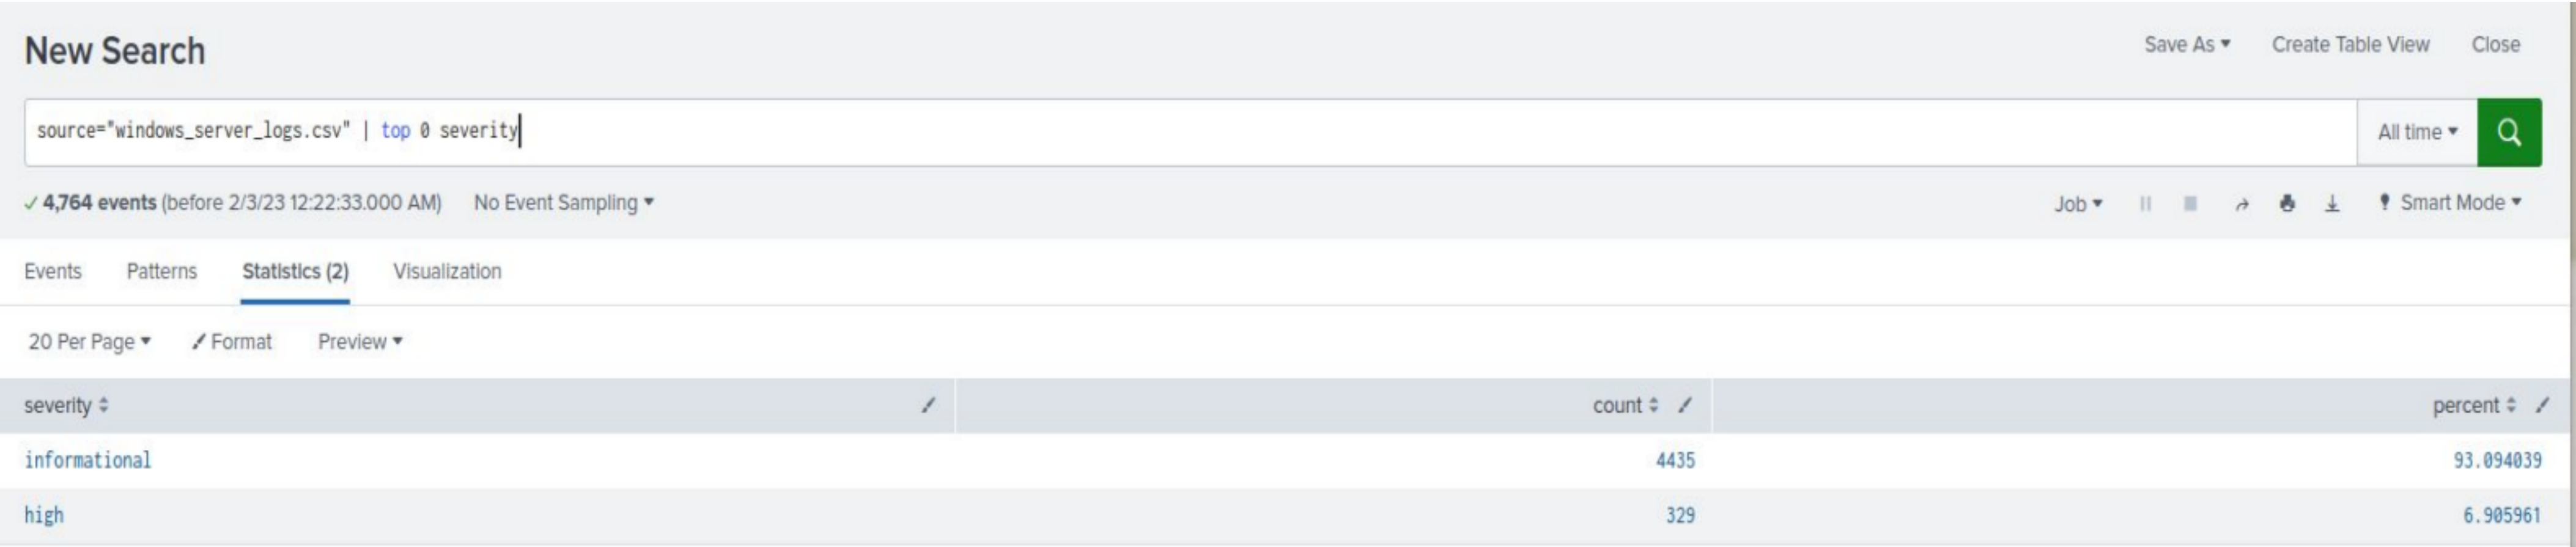 New Search
Save As ▾ Create Table View Close
source="windows_server_logs.csv" | top 0 severity
All time ▾
✓ 4,764 events (before 2/3/23 12:22:33.000 AM) No Event Sampling ▾
Job ▾ Smart Mode ▾
Events Patterns Statistics (2) Visualization
20 Per Page ▾ Format Preview ▾
severity count percent
informational 4435 93.094039
high 329 6.905961